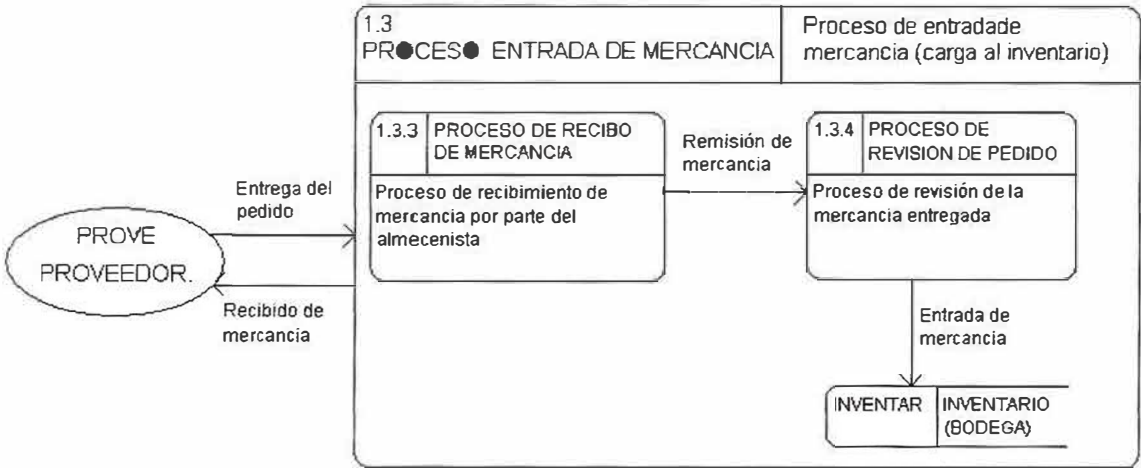 1.3
PROCESO ENTRADA DE MERCANCIA
Proceso de entradade
mercancia (carga al inventario)
1.3.3
PROCESO DE RECIBO
DE MERCANCIA
Proceso de recibimiento de
mercancia por parte del
almecenista
Remisión de
mercancia
1.3.4
PROCESO DE
REVISION DE PEDIDO
Proceso de revisión de la
mercancia entregada
Entrega del
pedido
PROVE
PROVEEDOR.
Recibido de
mercancia
Entrada de
mercancia
INVENTAR
INVENTARIO
(BODEGA)